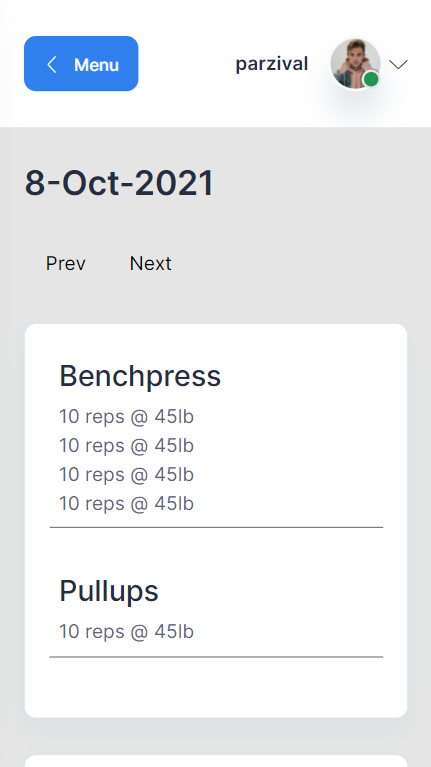 Menu
parzival
8-Oct-2021
Prev Next
Benchpress
10 reps @ 45lb
10 reps @ 45lb
10 reps @ 45lb
10 reps @ 45lb
Pullups
10 reps @ 45lb